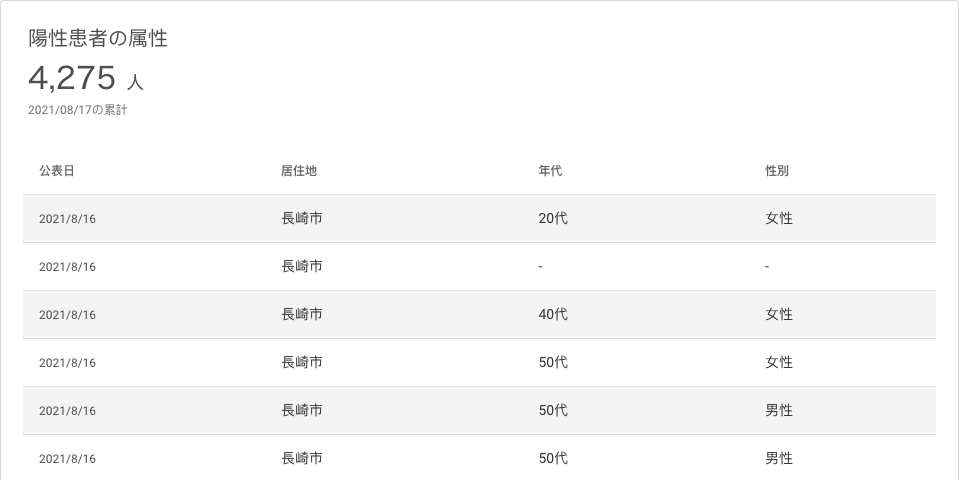 陽性患者の属性
4,275 人
2021/08/17の累計
公表日 居住地 年代 性別
2021/8/16 長崎市 20代 女性
2021/8/16 長崎市 - -
2021/8/16 長崎市 40代 女性
2021/8/16 長崎市 50代 女性
2021/8/16 長崎市 50代 男性
2021/8/16 長崎市 50代 男性